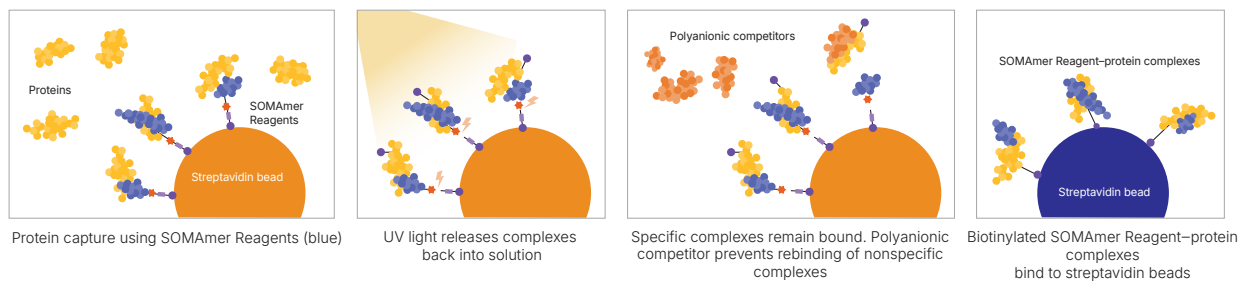 Proteins
SOMAmer
Reagents
Streptavidin bead
Protein capture using SOMAmer Reagents (blue)
UV light releases complexes
back into solution
Polyanionic competitors
Specific complexes remain bound. Polyanionic
competitor prevents rebinding of nonspecific
complexes
SOMAmer Reagent–protein complexes
Streptavidin bead
Biotinylated SOMAmer Reagent–protein
complexes
bind to streptavidin beads